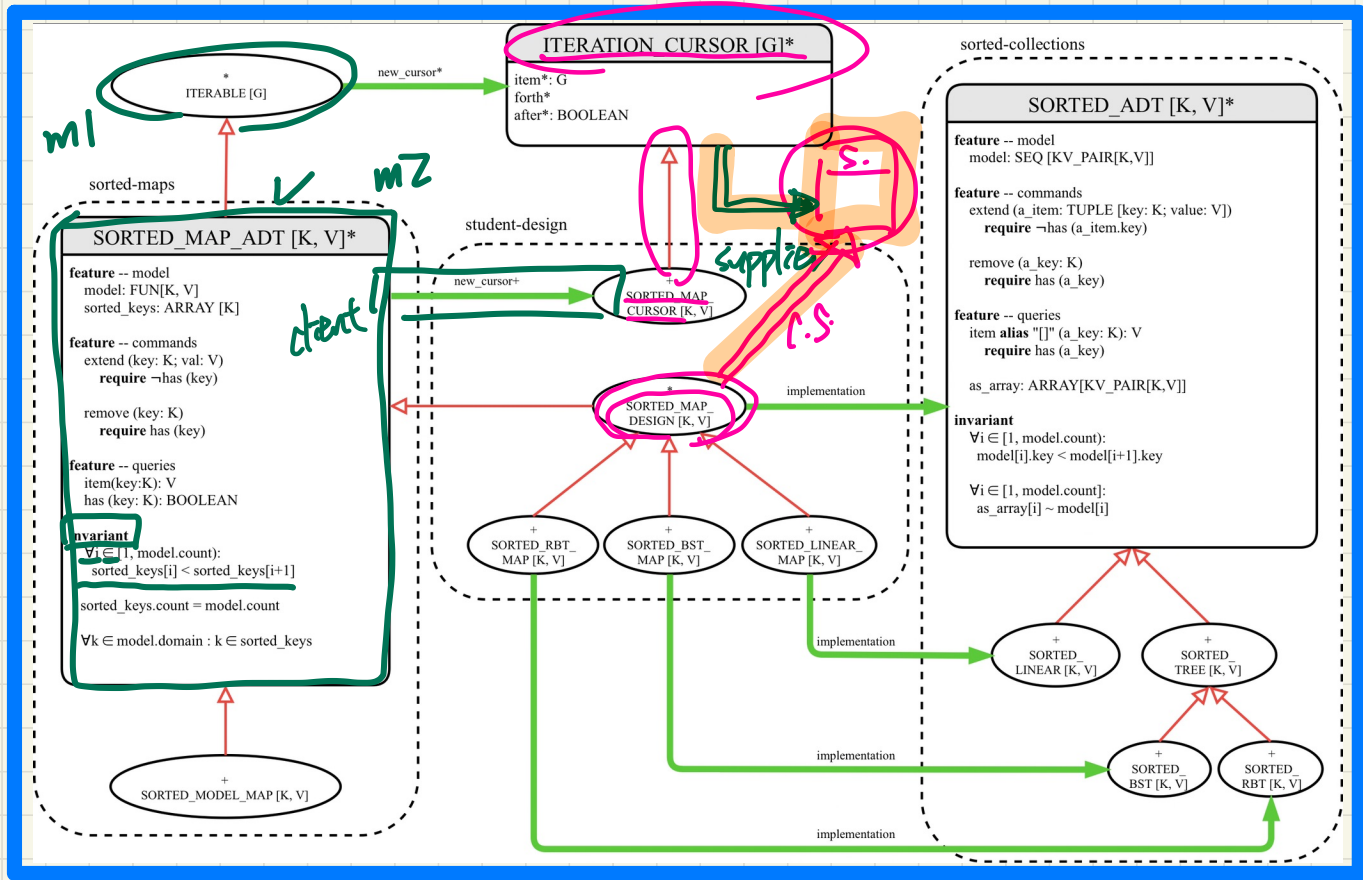 ITERATION_CURSOR [G]*
item*: G
forth*
after*: BOOLEAN
*
ITERABLE [G]
new_cursor*
m1
m2
sorted-maps
SORTED_MAP_ADT [K, V]*
feature -- model
model: FUN[K, V]
sorted_keys: ARRAY [K]
feature -- commands
extend (key: K; val: V)
require ¬has (key)
remove (key: K)
require has (key)
feature -- queries
item(key:K): V
has (key: K): BOOLEAN
invariant
∀i ∈ [1, model.count):
sorted_keys[i] < sorted_keys[i+1]
sorted_keys.count = model.count
∀k ∈ model.domain : k ∈ sorted_keys
+
SORTED_MODEL_MAP [K, V]
client
student-design
new_cursor+
+
SORTED_MAP_
CURSOR [K, V]
supplie
S.
C.S.
*
SORTED_MAP_
DESIGN [K, V]
implementation
+
SORTED_RBT_
MAP [K, V]
+
SORTED_BST_
MAP [K, V]
+
SORTED_LINEAR_
MAP [K, V]
implementation
implementation
implementation
sorted-collections
SORTED_ADT [K, V]*
feature -- model
model: SEQ [KV_PAIR[K,V]]
feature -- commands
extend (a_item: TUPLE [key: K; value: V])
require ¬has (a_item.key)
remove (a_key: K)
require has (a_key)
feature -- queries
item alias "[]" (a_key: K): V
require has (a_key)
as_array: ARRAY[KV_PAIR[K,V]]
invariant
∀i ∈ [1, model.count):
model[i].key < model[i+1].key
∀i ∈ [1, model.count]:
as_array[i] ~ model[i]
+
SORTED_
LINEAR [K, V]
+
SORTED_
TREE [K, V]
+
SORTED_
BST [K, V]
+
SORTED_
RBT [K, V]